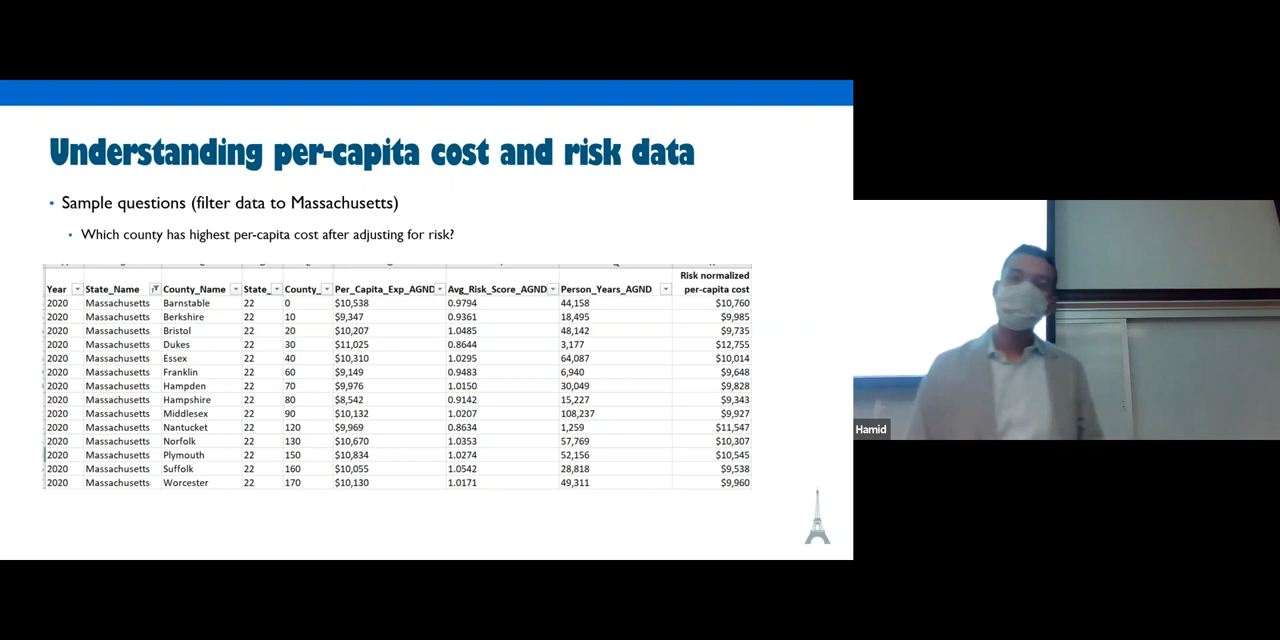 Understanding per-capita cost and risk data
• Sample questions (filter data to Massachusetts)
• Which county has highest per-capita cost after adjusting for risk?
Year State_Name County_Name State_ County_ Per_Capita_Exp_AGND Avg_Risk_Score_AGND Person_Years_AGND Risk normalized per-capita cost
2020 Massachusetts Barnstable 22 0 $10,538 0.9794 44,158 $10,760
2020 Massachusetts Berkshire 22 10 $9,347 0.9361 18,495 $9,985
2020 Massachusetts Bristol 22 20 $10,207 1.0485 48,142 $9,735
2020 Massachusetts Dukes 22 30 $11,025 0.8644 3,177 $12,755
2020 Massachusetts Essex 22 40 $10,310 1.0295 64,087 $10,014
2020 Massachusetts Franklin 22 60 $9,149 0.9483 6,940 $9,648
2020 Massachusetts Hampden 22 70 $9,976 1.0150 30,049 $9,828
2020 Massachusetts Hampshire 22 80 $8,542 0.9142 15,227 $9,343
2020 Massachusetts Middlesex 22 90 $10,132 1.0207 108,237 $9,927
2020 Massachusetts Nantucket 22 120 $9,969 0.8634 1,259 $11,547
2020 Massachusetts Norfolk 22 130 $10,670 1.0353 57,769 $10,307
2020 Massachusetts Plymouth 22 150 $10,834 1.0274 52,156 $10,545
2020 Massachusetts Suffolk 22 160 $10,055 1.0542 28,818 $9,538
2020 Massachusetts Worcester 22 170 $10,130 1.0171 49,311 $9,960
Hamid